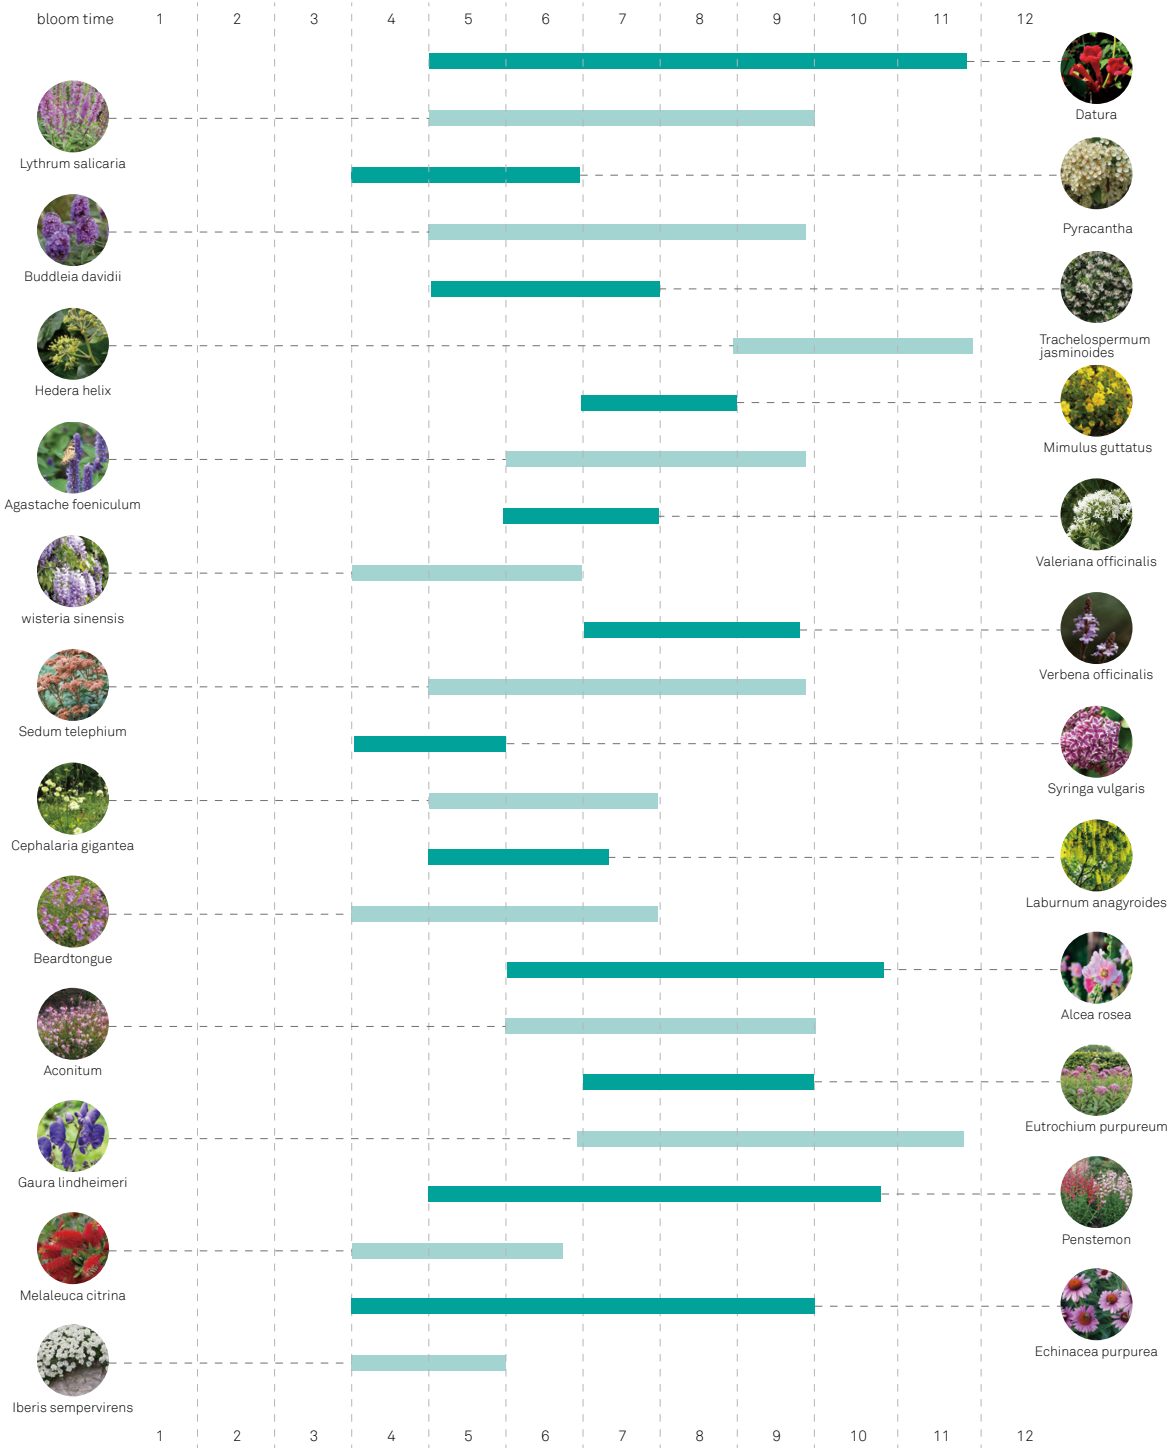 bloom time 1 2 3 4 5 6 7 8 9 10 11 12
Datura
Lythrum salicaria
Pyracantha
Buddleia davidii
Trachelospermum
jasminoides
Hedera helix
Mimulus guttatus
Agastache foeniculum
Valeriana officinalis
wisteria sinensis
Verbena officinalis
Sedum telephium
Syringa vulgaris
Cephalaria gigantea
Laburnum anagyroides
Beardtongue
Alcea rosea
Aconitum
Eutrochium purpureum
Gaura lindheimeri
Penstemon
Melaleuca citrina
Echinacea purpurea
Iberis sempervirens
1 2 3 4 5 6 7 8 9 10 11 12